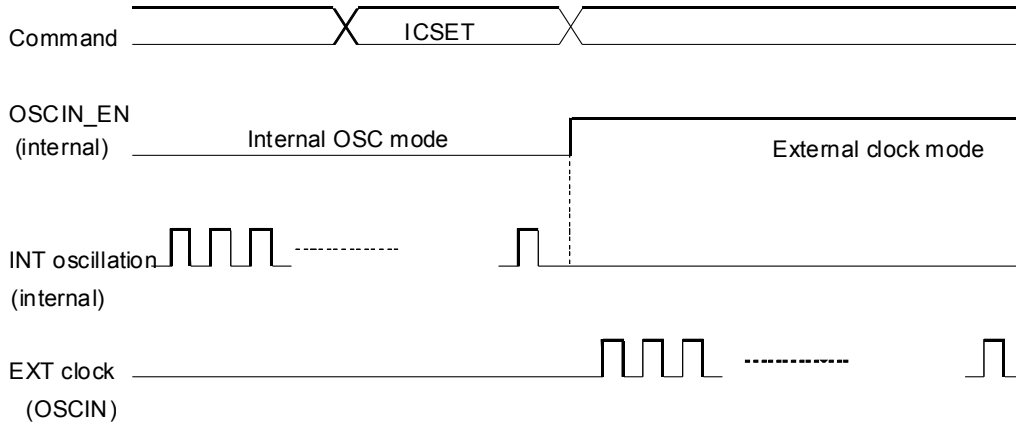 Command
ICSET
OSCIN_EN
(internal)
Internal OSC mode
External clock mode
INT oscillation
(internal)
EXT clock
(OSCIN)